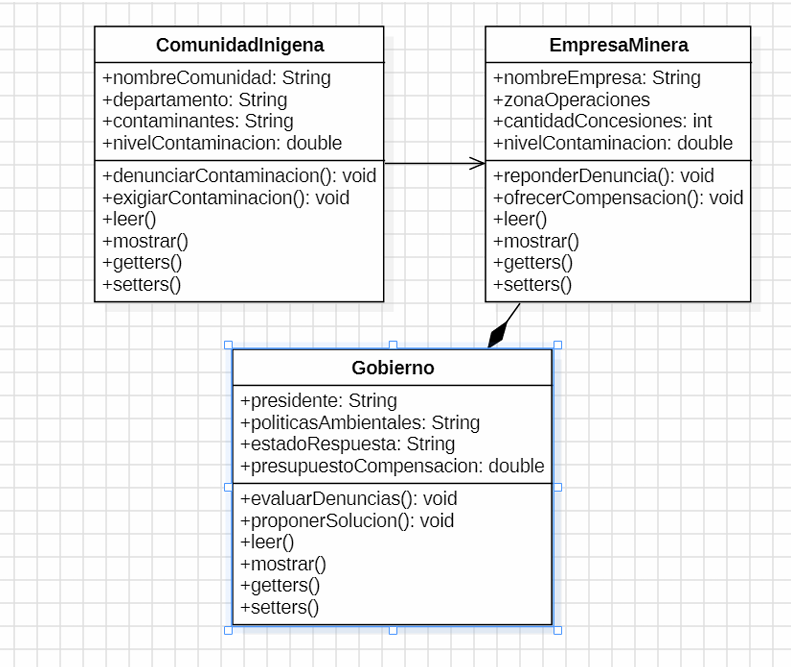 ComunidadInigena
+nombreComunidad: String
+departamento: String
+contaminantes: String
+nivelContaminacion: double
+denunciarContaminacion(): void
+exigiarContaminacion(): void
+leer()
+mostrar()
+getters()
+setters()
EmpresaMinera
+nombreEmpresa: String
+zonaOperaciones
+cantidadConcesiones: int
+nivelContaminacion: double
+reponderDenuncia(): void
+ofrecerCompensacion(): void
+leer()
+mostrar()
+getters()
+setters()
Gobierno
+presidente: String
+politicasAmbientales: String
+estadoRespuesta: String
+presupuestoCompensacion: double
+evaluarDenuncias(): void
+proponerSolucion(): void
+leer()
+mostrar()
+getters()
+setters()